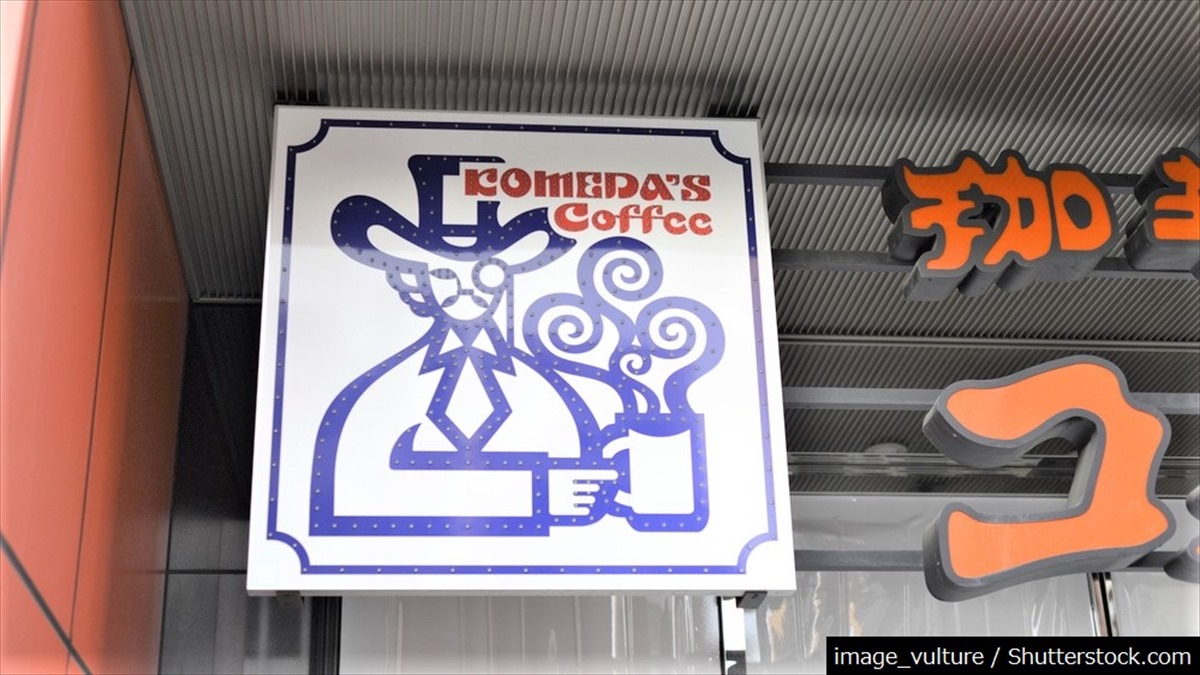 KOMEDA'S
Coffee
珈
コ
image_vulture / Shutterstock.com